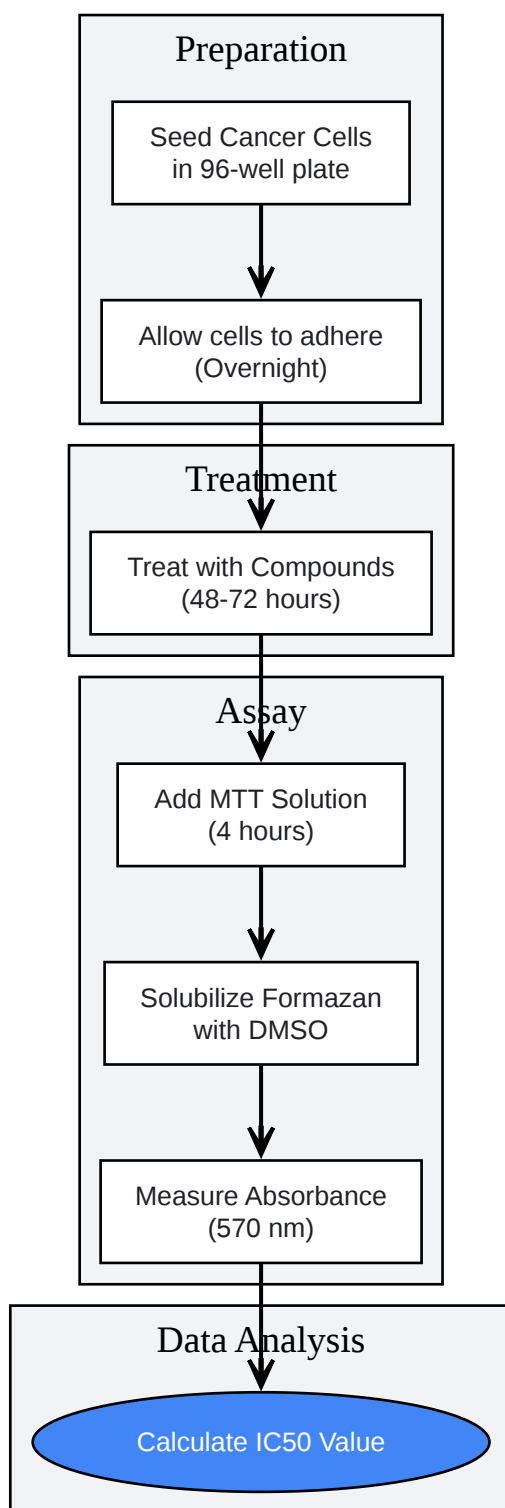 Preparation
Seed Cancer Cells
in 96-well plate
Allow cells to adhere
(Overnight)
Treatment
Treat with Compounds
(48-72 hours)
Assay
Add MTT Solution
(4 hours)
Solubilize Formazan
with DMSO
Measure Absorbance
(570 nm)
Data Analysis
Calculate IC50 Value